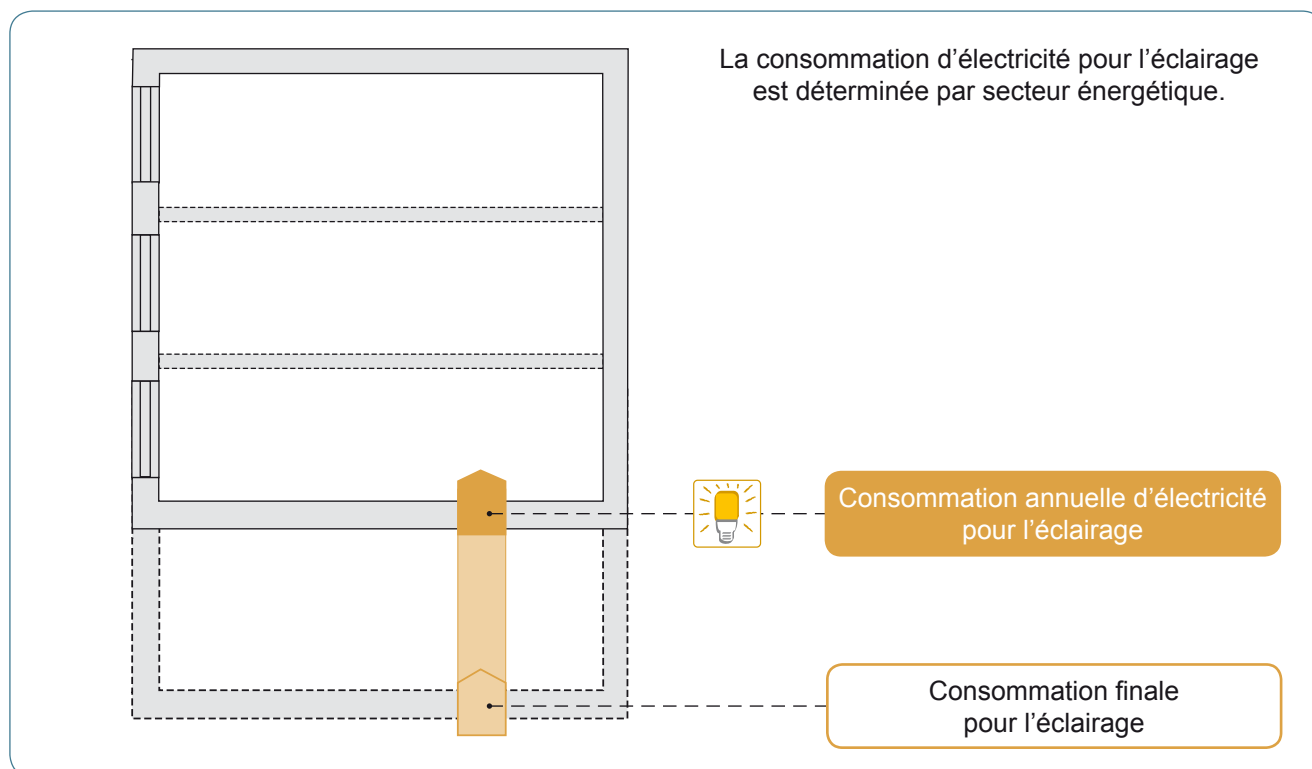 La consommation d’électricité pour l’éclairage
est déterminée par secteur énergétique.
Consommation annuelle d’électricité
pour l’éclairage
Consommation finale
pour l’éclairage